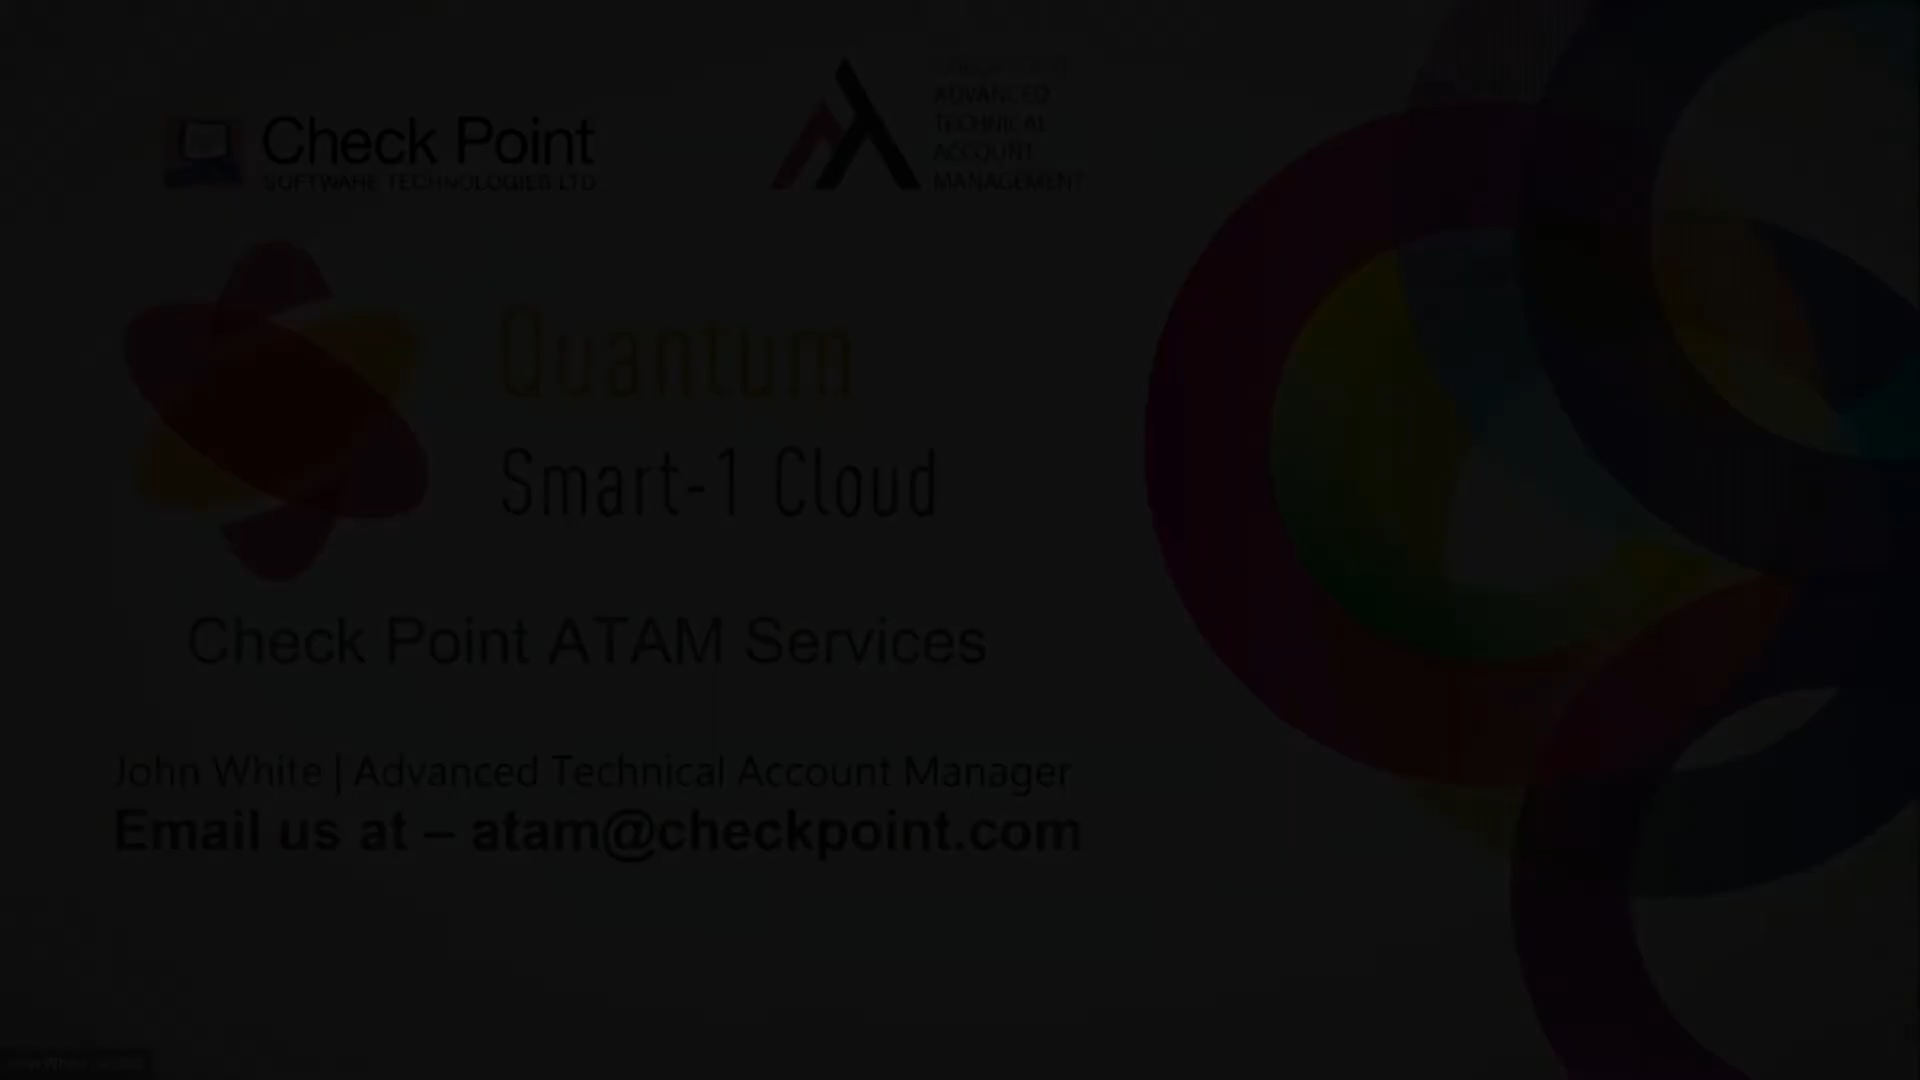 Check Point
SOFTWARE TECHNOLOGIES LTD
ADVANCED
TECHNICAL
ACCOUNT
MANAGEMENT
Quantum
Smart-1 Cloud
Check Point ATAM Services
John White | Advanced Technical Account Manager
Email us at – atam@checkpoint.com